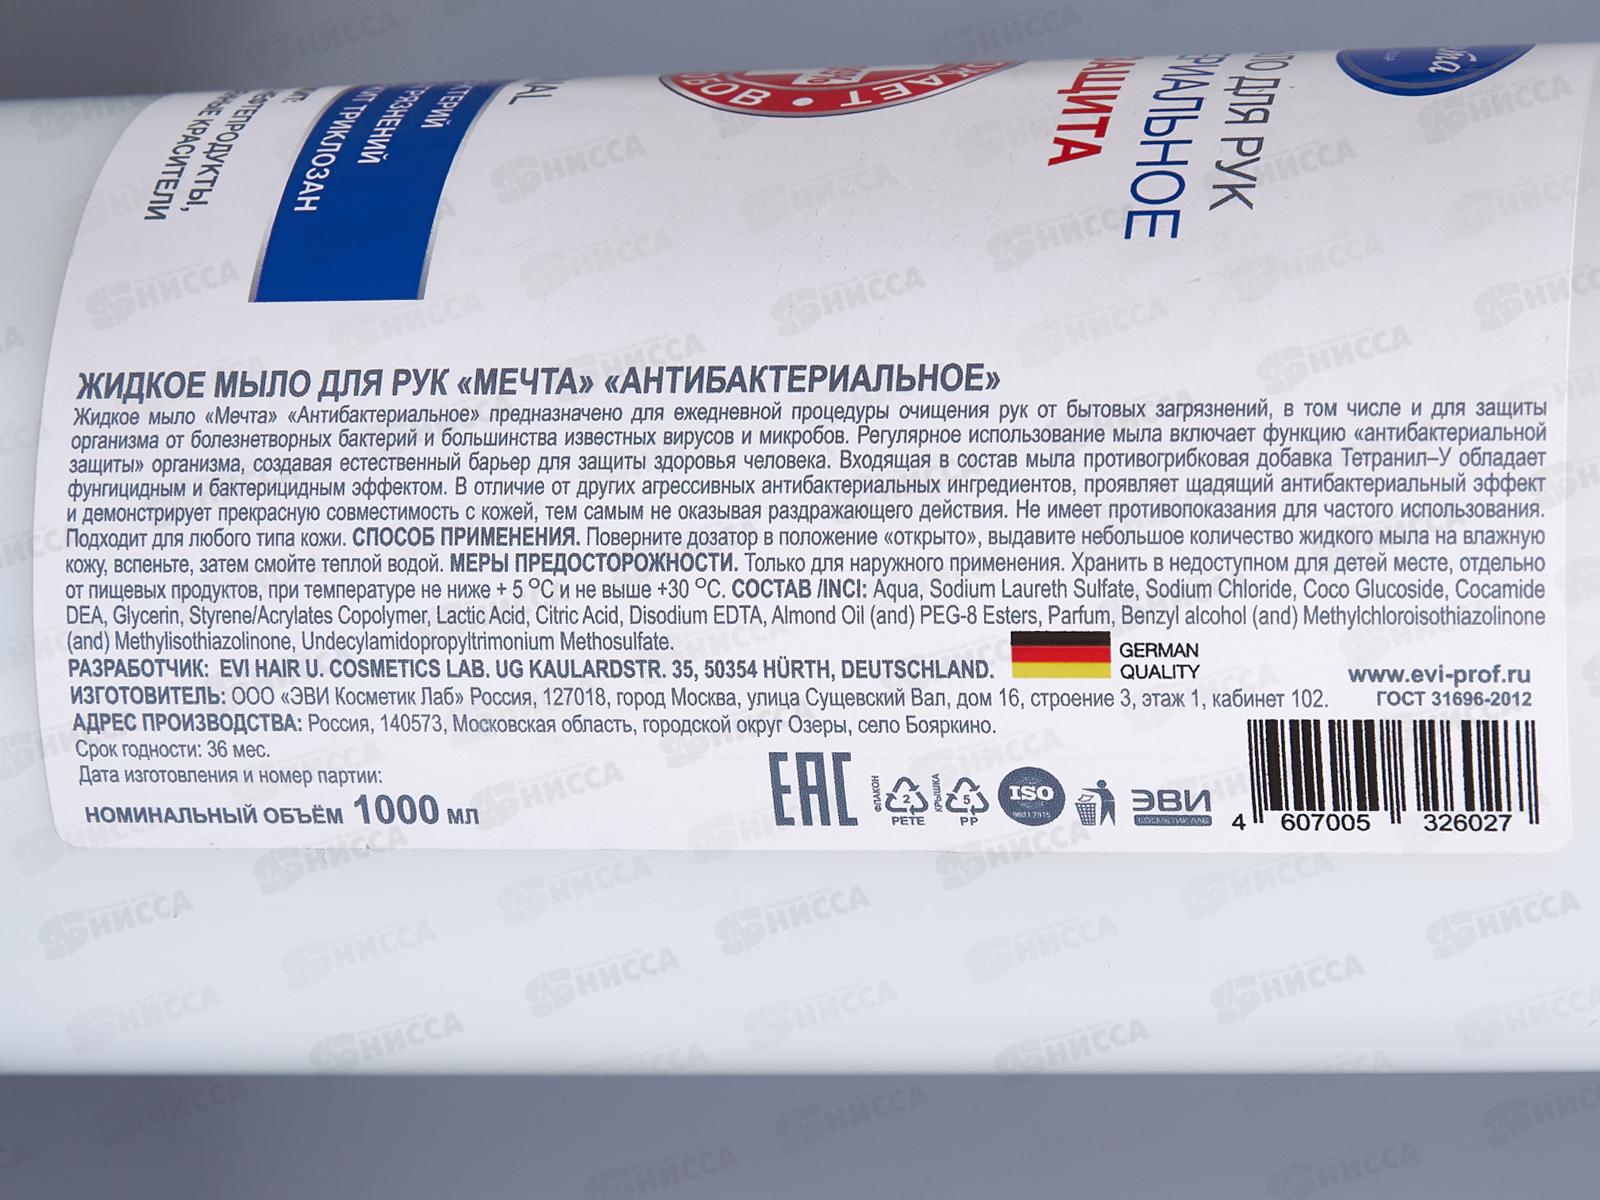 НЕФТЕПРОДУКТЫ,
КРАСИТЕЛИ
ТРИКЛОЗАН
ДЛЯ РУК
ЖИДКОЕ МЫЛО ДЛЯ РУК «МЕЧТА» «АНТИБАКТЕРИАЛЬНОЕ»
Жидкое мыло «Мечта» «Антибактериальное» предназначено для ежедневной процедуры очищения рук от бытовых загрязнений, в том числе и для защиты
организма от болезнетворных бактерий и большинства известных вирусов и микробов. Регулярное использование мыла включает функцию «антибактериальной
защиты» организма, создавая естественный барьер для защиты здоровья человека. Входящая в состав мыла противогрибковая добавка Тетранил–У обладает
фунгицидным и бактерицидным эффектом. В отличие от других агрессивных антибактериальных ингредиентов, проявляет щадящий антибактериальный эффект
и демонстрирует прекрасную совместимость с кожей, тем самым не оказывая раздражающего действия. Не имеет противопоказания для частого использования.
Подходит для любого типа кожи. СПОСОБ ПРИМЕНЕНИЯ. Поверните дозатор в положение «открыто», выдавите небольшое количество жидкого мыла на влажную
кожу, вспеньте, затем смойте теплой водой. МЕРЫ ПРЕДОСТОРОЖНОСТИ. Только для наружного применения. Хранить в недоступном для детей месте, отдельно
от пищевых продуктов, при температуре не ниже + 5 °С и не выше +30 °С. СОСТАВ /INCI: Aqua, Sodium Laureth Sulfate, Sodium Chloride, Coco Glucoside, Cocamide
DEA, Glycerin, Styrene/Acrylates Copolymer, Lactic Acid, Citric Acid, Disodium EDTA, Almond Oil (and) PEG-8 Esters, Parfum, Benzyl alcohol (and) Methylchloroisothiazolinone
(and) Methylisothiazolinone, Undecylamidopropyltrimonium Methosulfate.
РАЗРАБОТЧИК: EVI HAIR U. COSMETICS LAB. UG KAULARDSTR. 35, 50354 HÜRTH, DEUTSCHLAND.
GERMAN
QUALITY
www.evi-prof.ru
ИЗГОТОВИТЕЛЬ: ООО «ЭВИ Косметик Лаб» Россия, 127018, город Москва, улица Сущевский Вал, дом 16, строение 3, этаж 1, кабинет 102.
ГОСТ 31696-2012
АДРЕС ПРОИЗВОДСТВА: Россия, 140573, Московская область, городской округ Озеры, село Бояркино.
Срок годности: 36 мес.
Дата изготовления и номер партии:
НОМИНАЛЬНЫЙ ОБЪЁМ 1000 мл
EAC
ФЛАКОН
2
PETE
КРЫШКА
5
PP
ISO
9001:2015
ЭВИ
КОСМЕТИК ЛАБ
4 607005 326027
НИССА